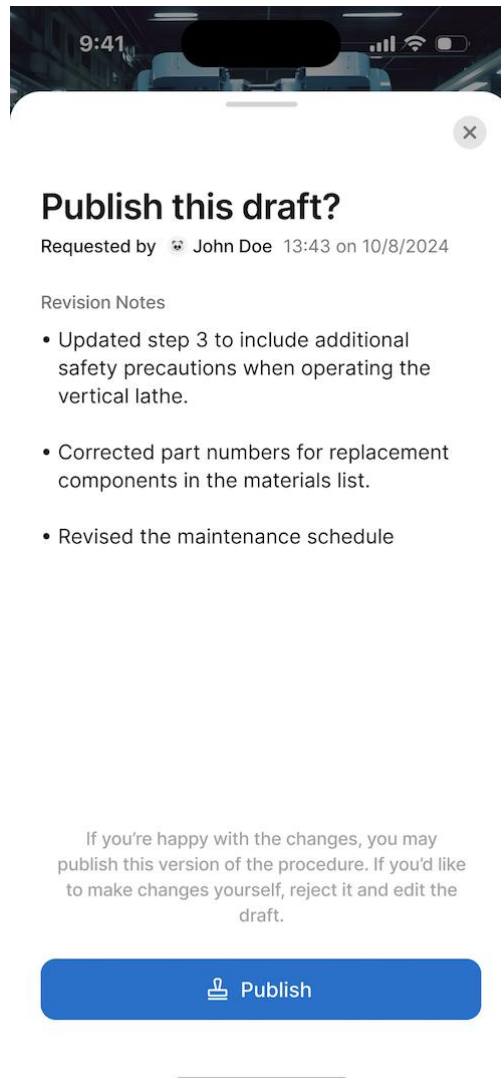 9:41
Publish this draft?
Requested by John Doe 13:43 on 10/8/2024
Revision Notes
• Updated step 3 to include additional
safety precautions when operating the
vertical lathe.
• Corrected part numbers for replacement
components in the materials list.
• Revised the maintenance schedule
If you’re happy with the changes, you may
publish this version of the procedure. If you’d like
to make changes yourself, reject it and edit the
draft.
Publish